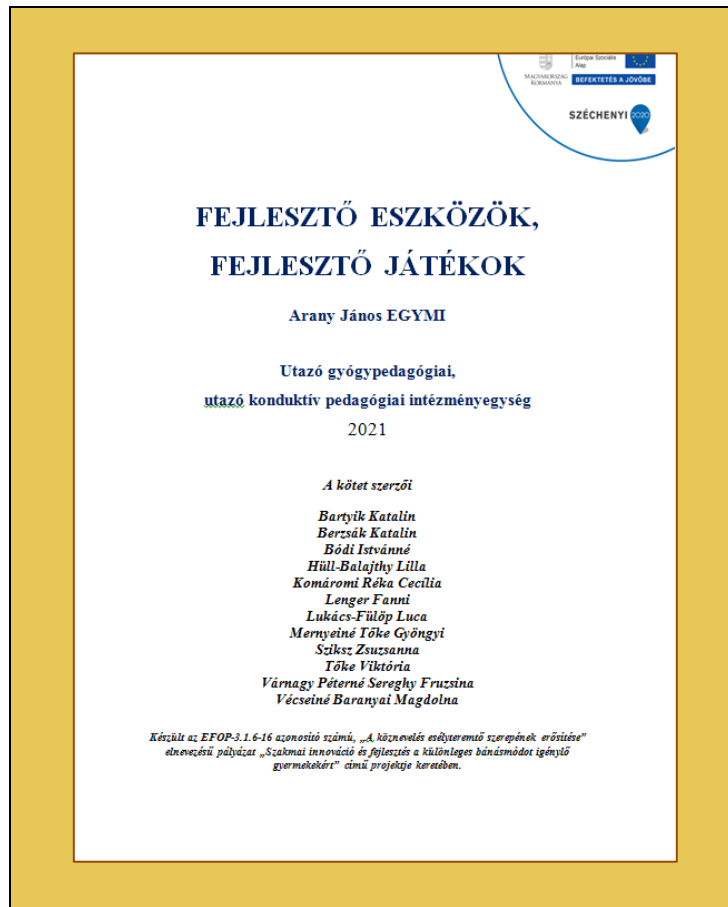 Európai Szociális
Alap
MAGYARORSZÁG
KORMÁNYA
BEFEKTETÉS A JÖVŐBE
SZÉCHENYI 2020
FEJLESZTŐ ESZKÖZÖK,
FEJLESZTŐ JÁTÉKOK
Arany János EGYMI
Utazó gyógypedagógiai,
utazó konduktív pedagógiai intézményegység
2021
A kötet szerzői
Bartyik Katalin
Berzsák Katalin
Bódi Istvánné
Hüll-Balajthy Lilla
Komáromi Réka Cecília
Lenger Fanni
Lukács-Fülöp Luca
Mernyeiné Tőke Gyöngyi
Sziksz Zsuzsanna
Tőke Viktória
Várnagy Péterné Sereghy Fruzsina
Vécseiné Baranyai Magdolna
Készült az EFOP-3.1.6-16 azonosító számú, „A köznevelés esélyteremtő szerepének erősítése”
elnevezésű pályázat „Szakmai innováció és fejlesztés a különleges bánásmódot igénylő
gyermekekért” című projektje keretében.